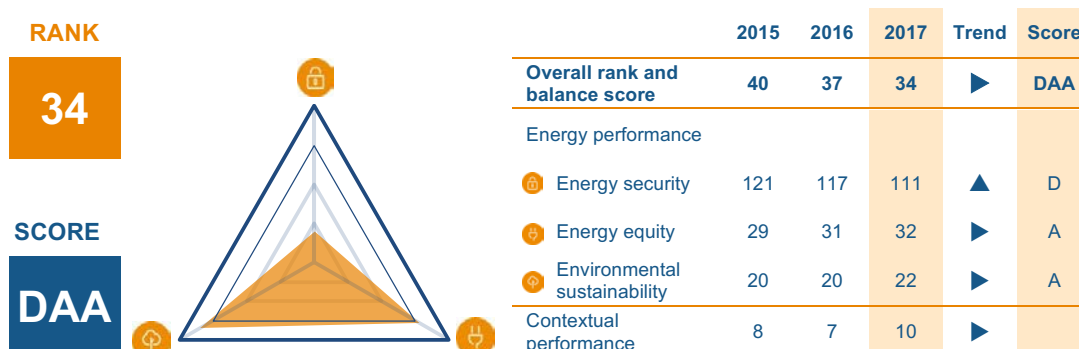 RANK
34
SCORE
DAA
2015 2016 2017 Trend Score
Overall rank and
balance score 40 37 34 DAA
Energy performance
Energy security 121 117 111 D
Energy equity 29 31 32 A
Environmental
sustainability 20 20 22 A
Contextual
performance 8 7 10